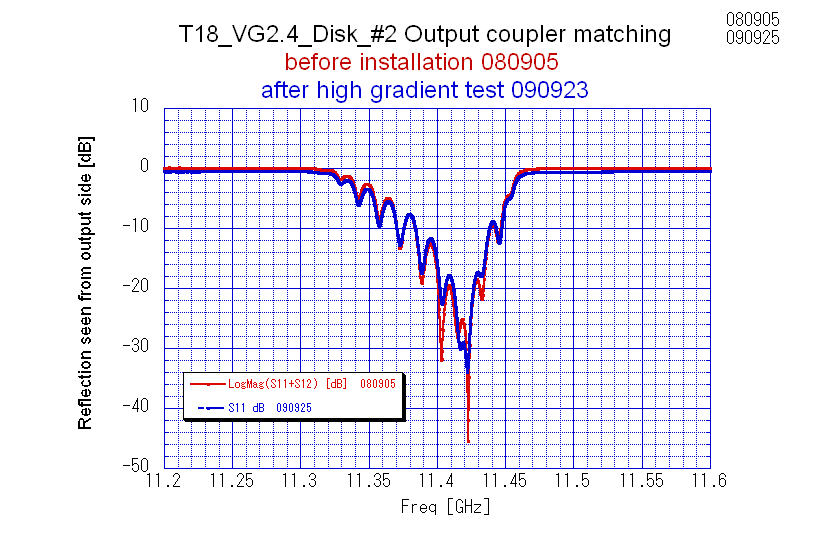 T18_VG2.4_Disk_#2 Output coupler matching
before installation 080905
after high gradient test 090923
080905
090925
Reflection seen from output side [dB]
10
0
-10
-20
-30
-40
-50
LogMag(S11+S12) [dB] 080905
S11 dB 090925
11.2 11.25 11.3 11.35 11.4 11.45 11.5 11.55 11.6
Freq [GHz]